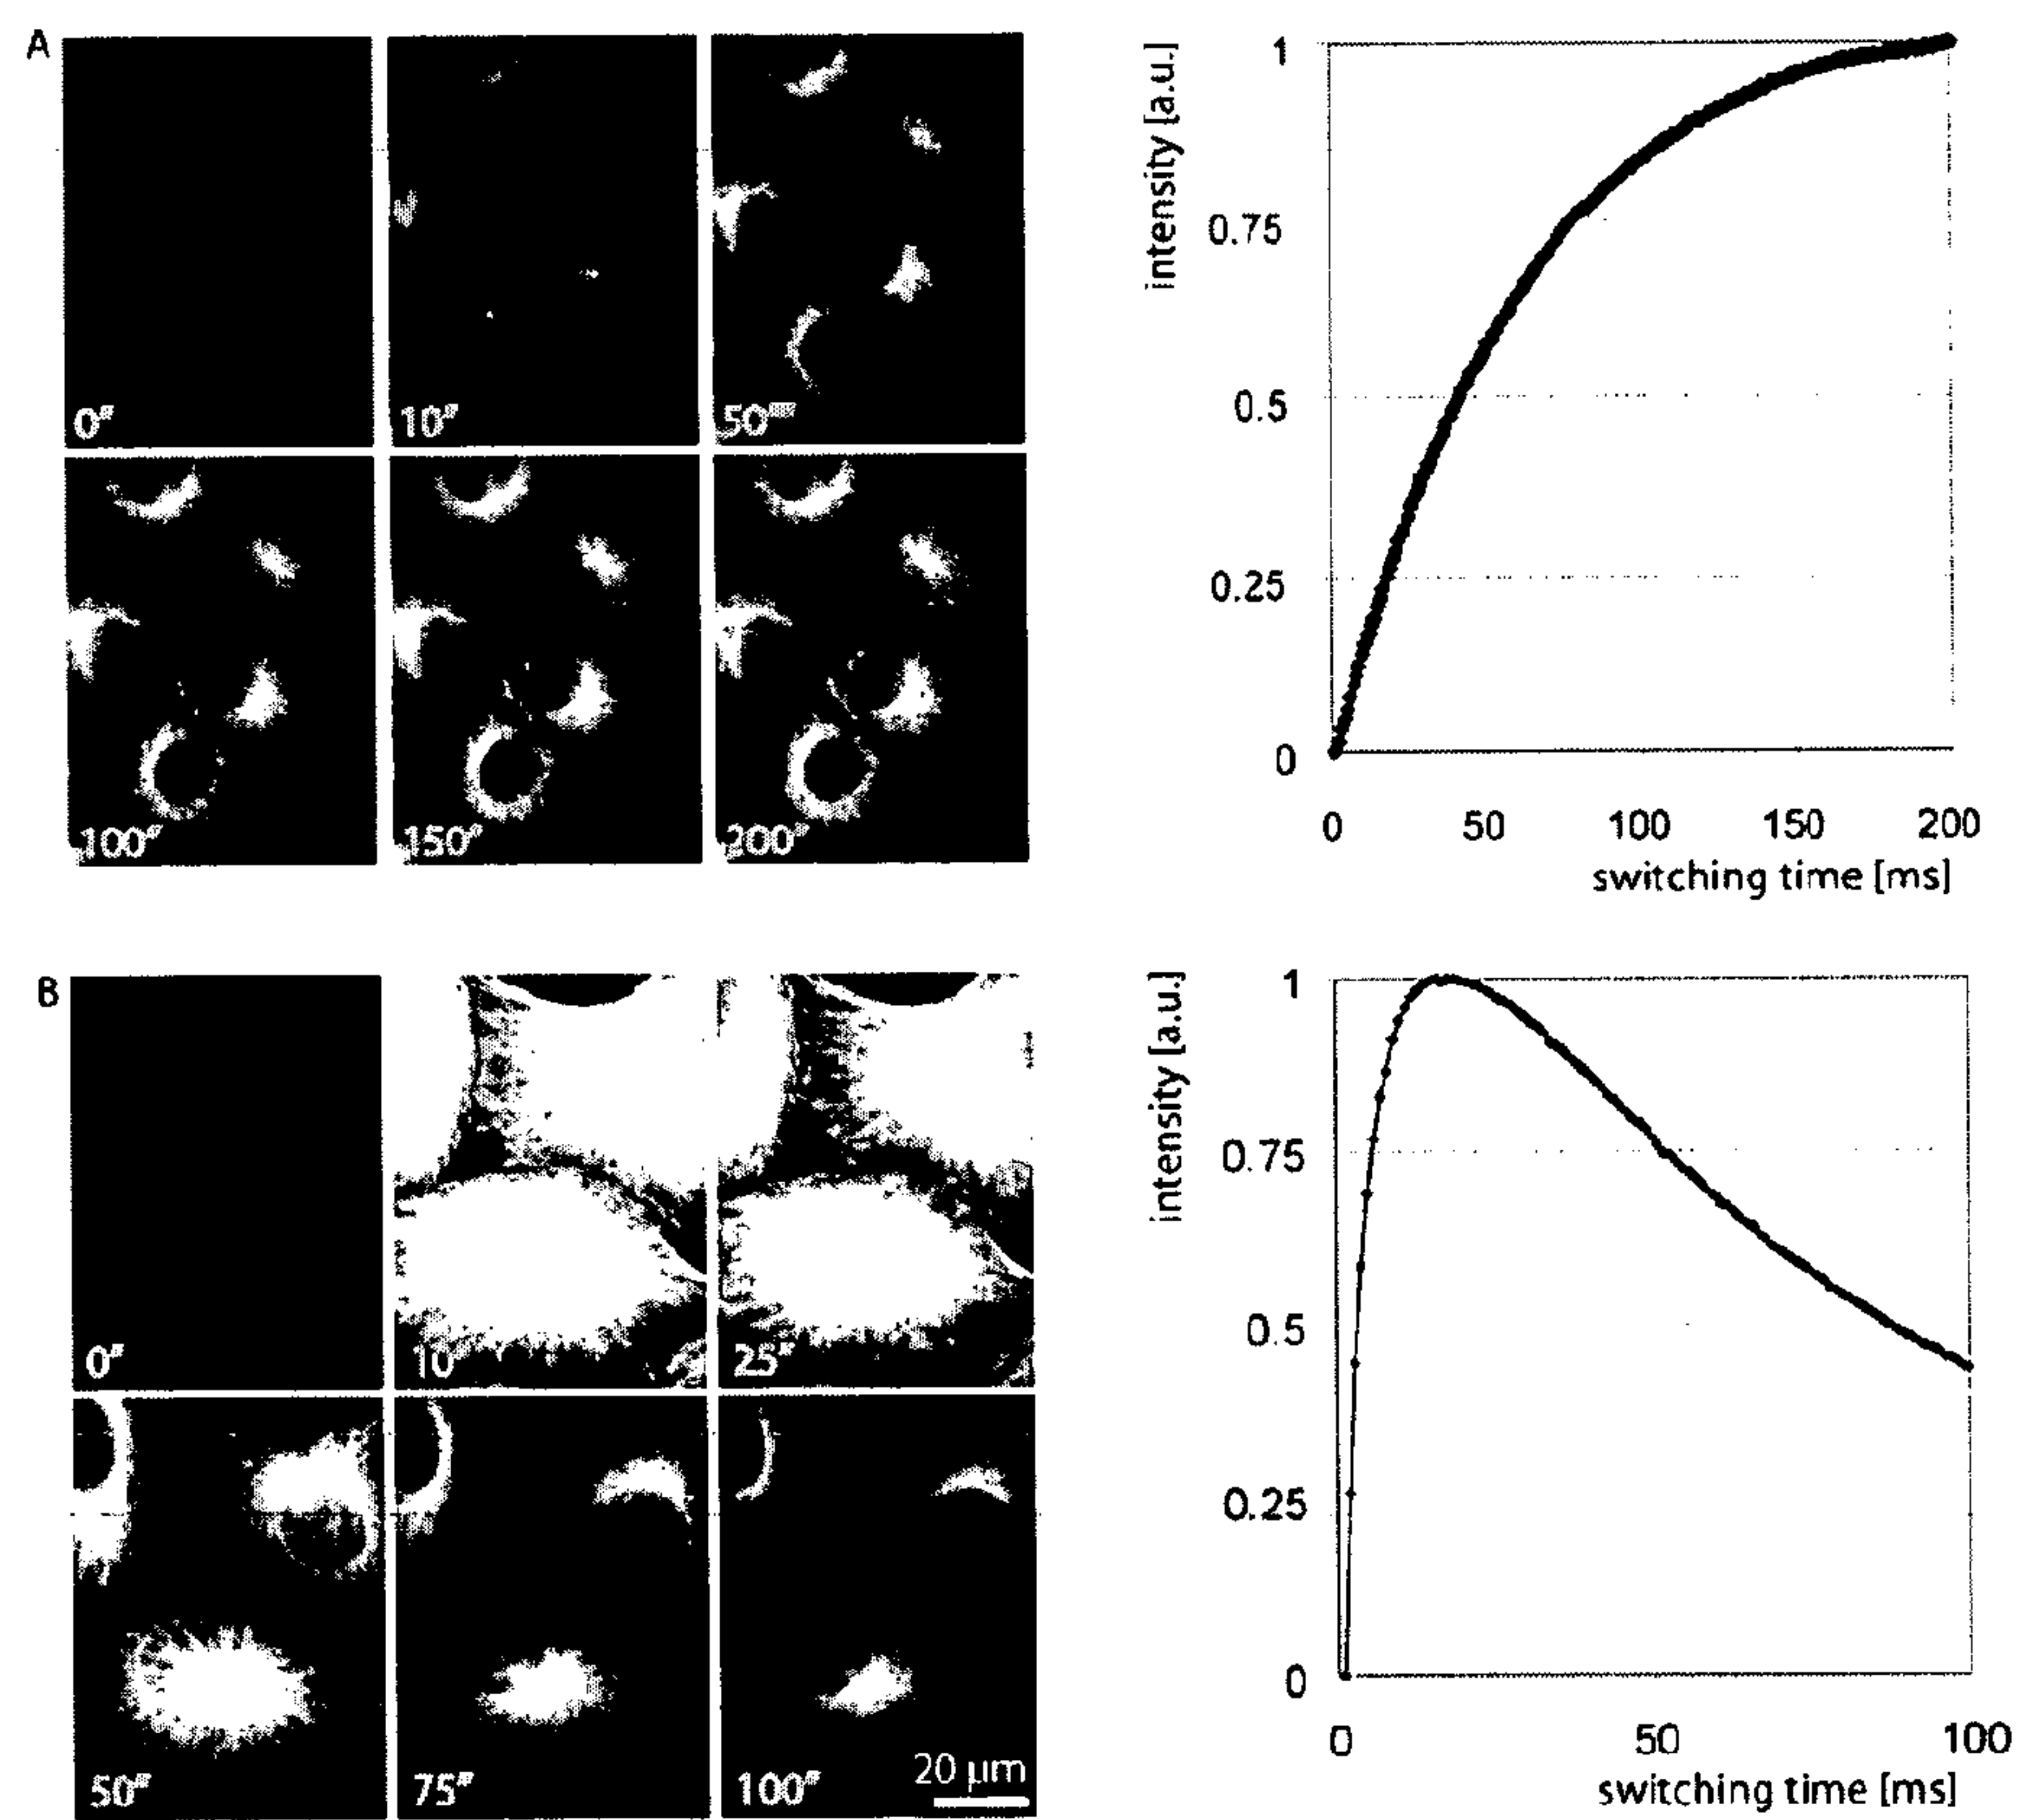 A
0"
10"
50"
100"
150"
200"
intensity [a.u.]
1
0.75
0.5
0.25
0
0 50 100 150 200
switching time [ms]
B
0"
10
25"
50"
75"
100"
20 µm
intensity [a.u.]
1
0.75
0.5
0.25
0
0 50 100
switching time [ms]